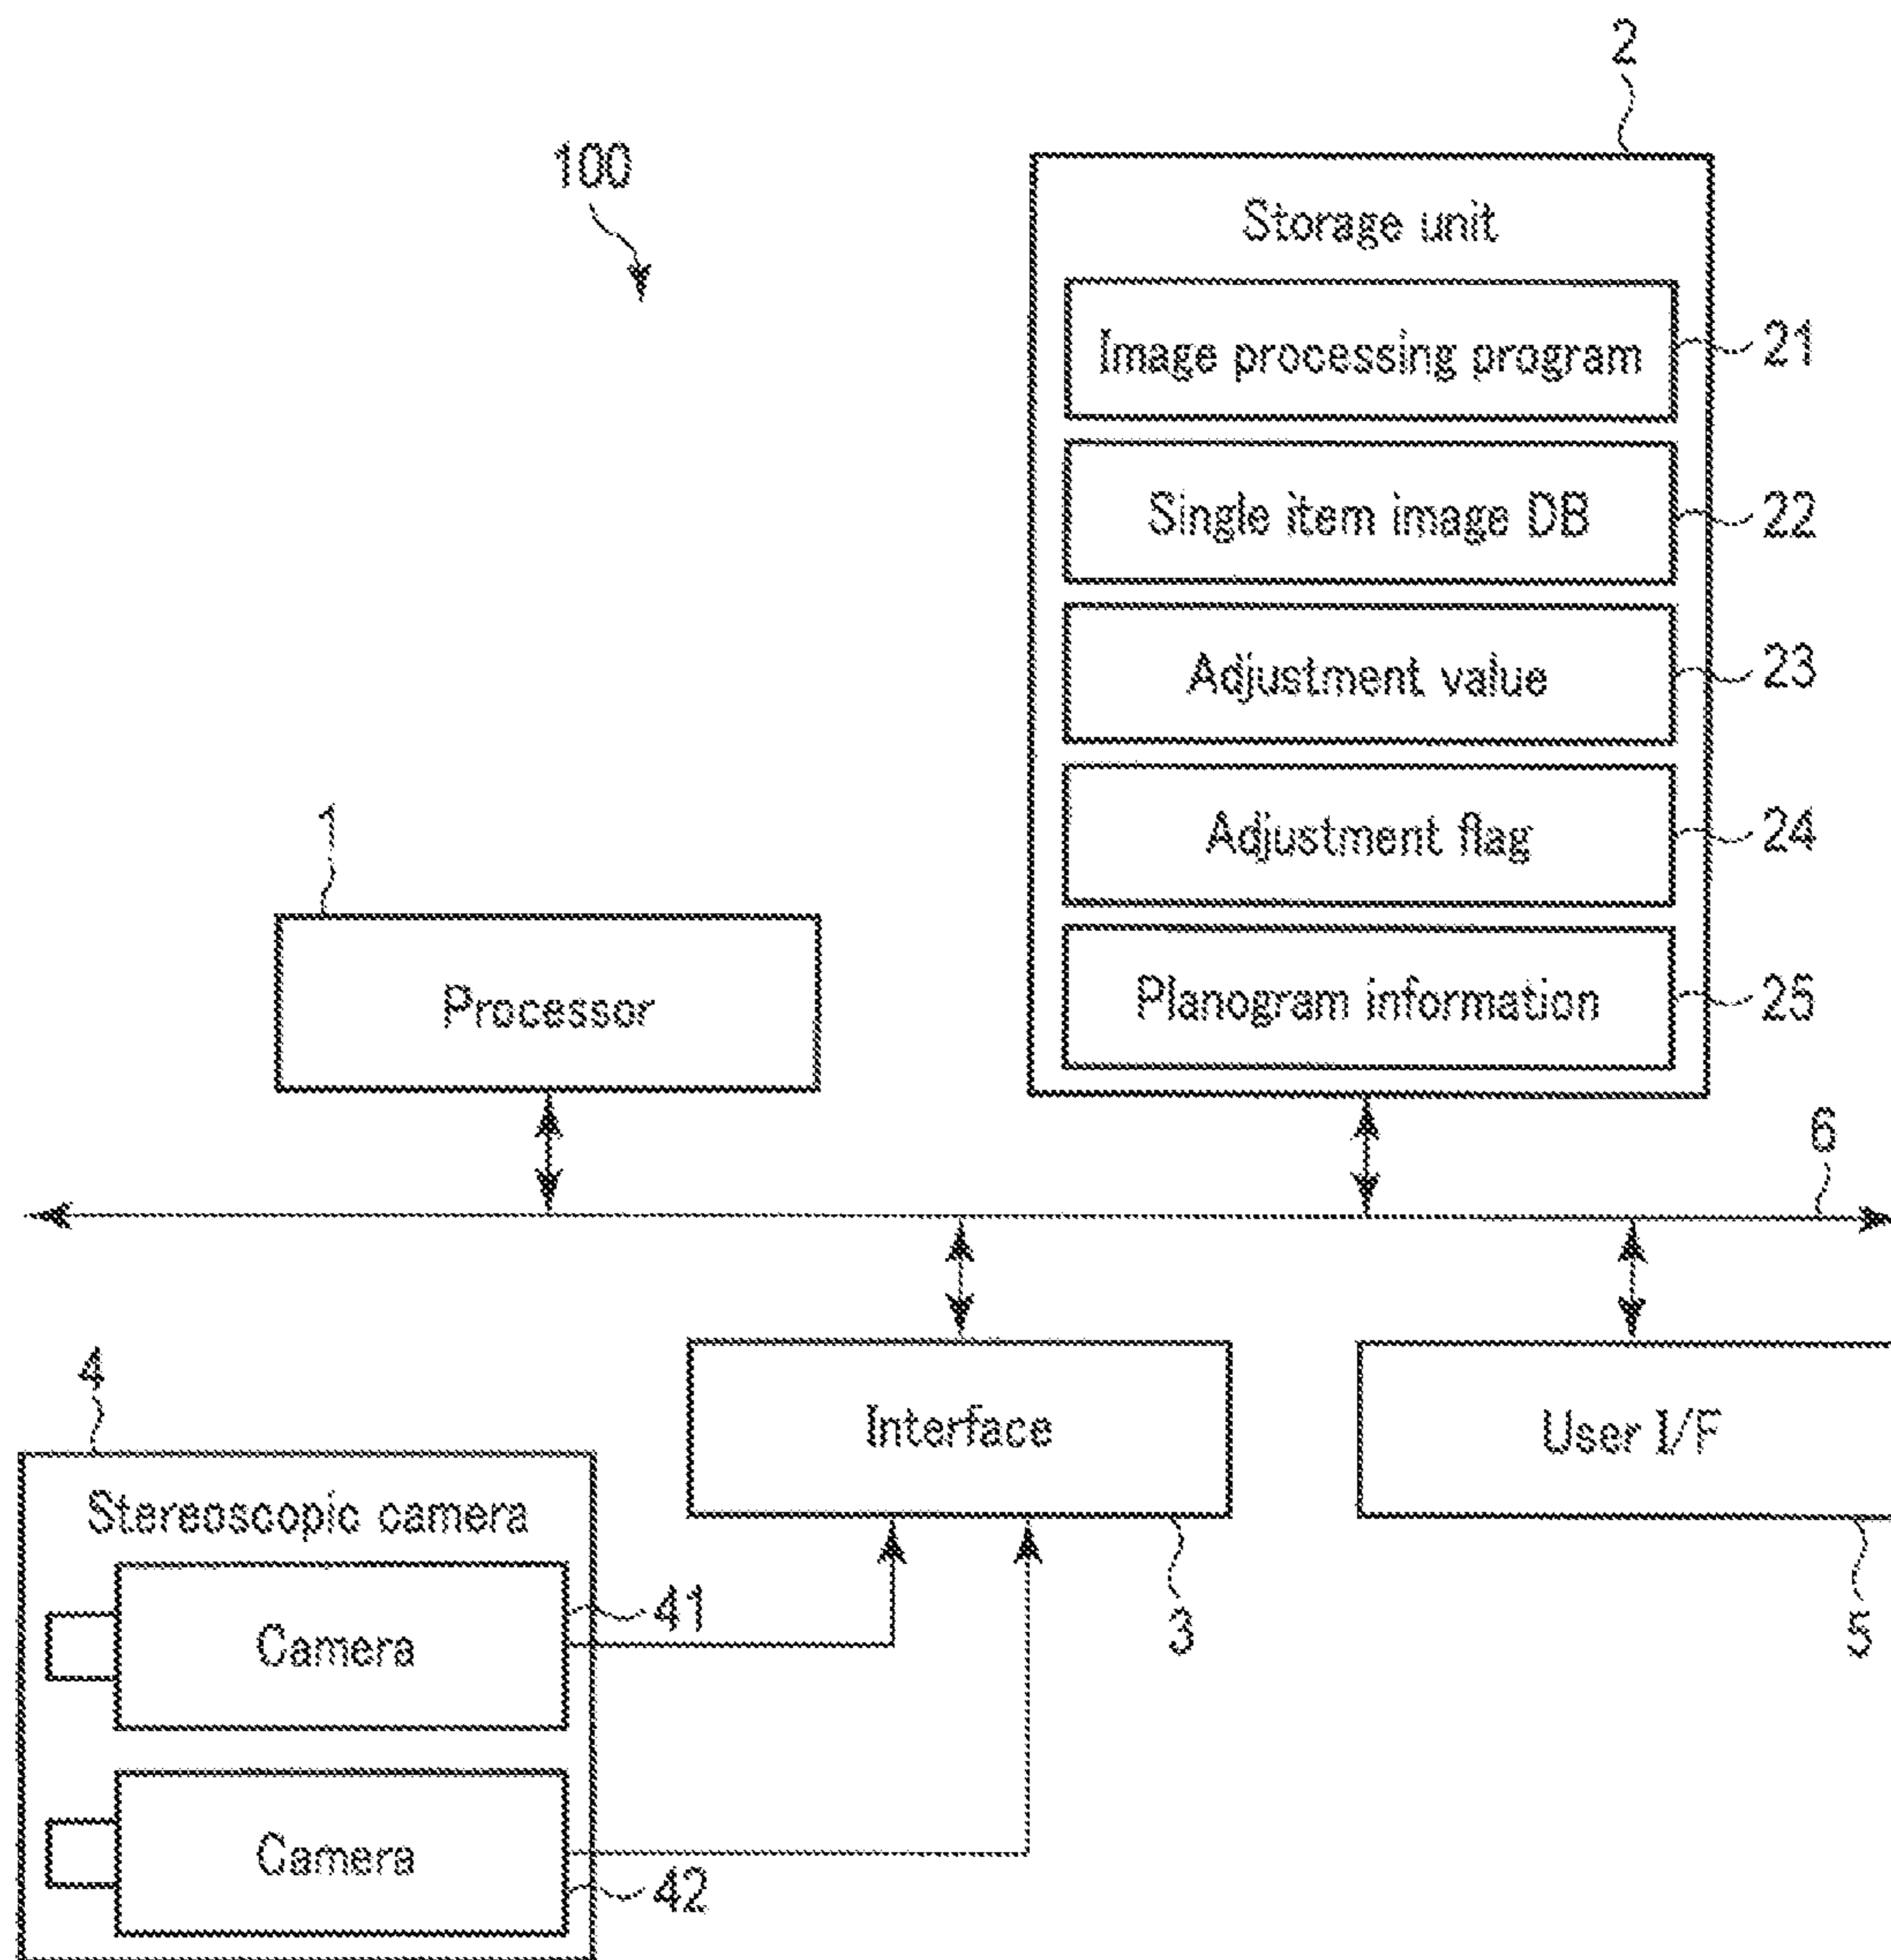 2
100
Storage unit
Image processing program
21
Single item image DB
22
Adjustment value
23
Adjustment flag
24
Planogram information
25
1
Processor
6
4
Stereoscopic camera
Camera
41
Camera
42
Interface
3
User I/F
5